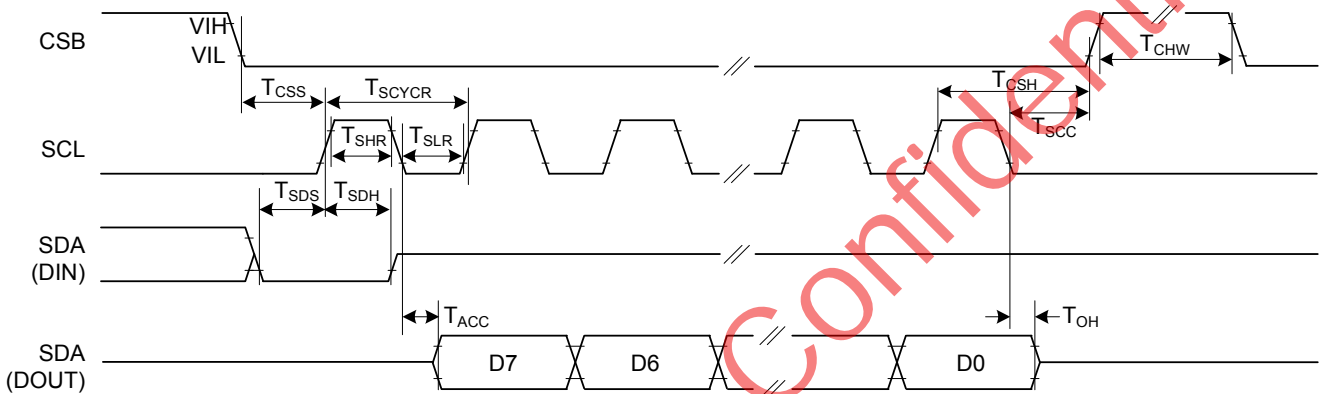 CSB
VIH
VIL
TCHW
TCSS
TSCYCR
TCSH
SCL
TSHR
TSLR
TSCC
TSDS
TSDH
SDA
(DIN)
TACC
TOH
SDA
(DOUT)
D7
D6
D0
Confident